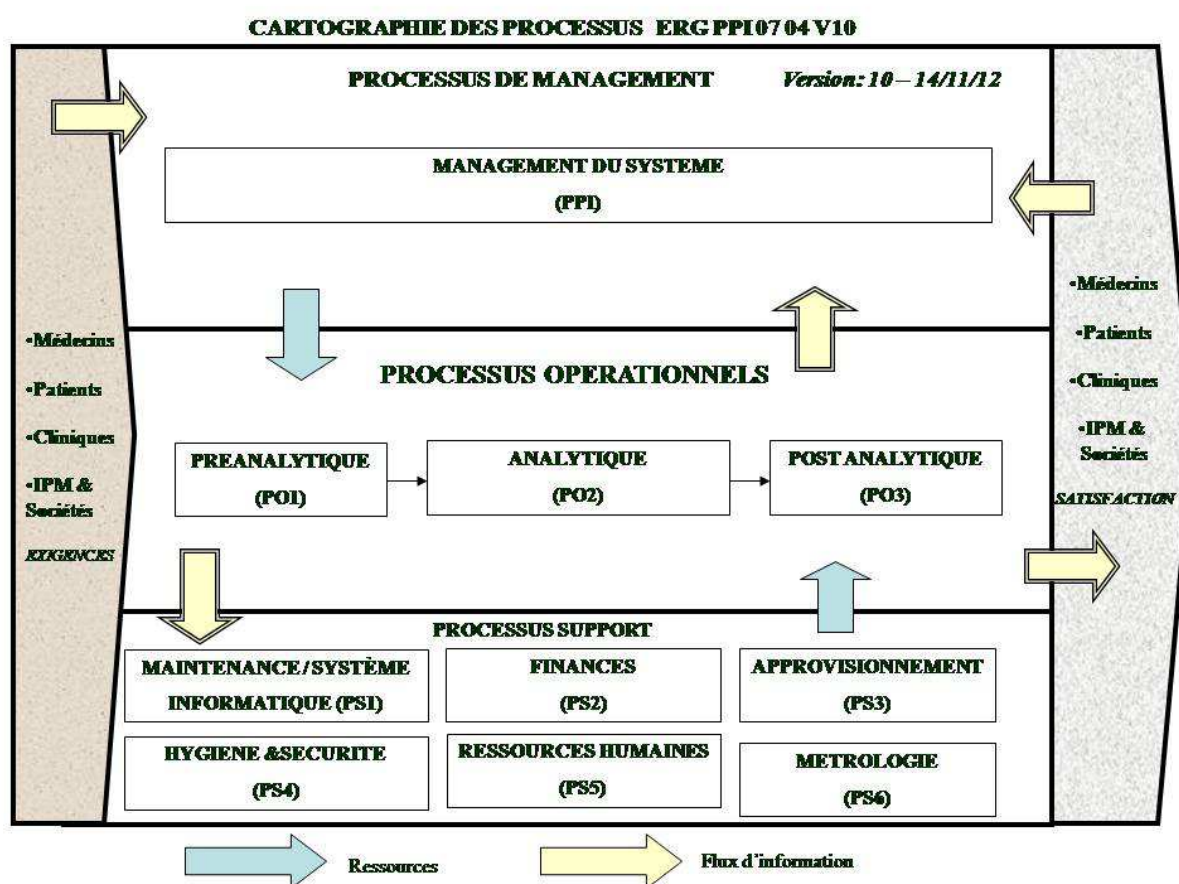 CARTOGRAPHIE DES PROCESSUS ERG PPI 07 04 V10
PROCESSUS DE MANAGEMENT
Version: 10 – 14/11/12
MANAGEMENT DU SYSTEME
(PPI)
•Médecins
•Patients
•Cliniques
•IPM &
Sociétés
EXIGENCES
PROCESSUS OPERATIONNELS
PREANALYTIQUE
(PO1)
ANALYTIQUE
(PO2)
POST ANALYTIQUE
(PO3)
•Médecins
•Patients
•Cliniques
•IPM &
Sociétés
SATISFACTION
PROCESSUS SUPPORT
MAINTENANCE / SYSTÈME
INFORMATIQUE (PS1)
FINANCES
(PS2)
APPROVISIONNEMENT
(PS3)
HYGIENE &SECURITE
(PS4)
RESSOURCES HUMAINES
(PS5)
METROLOGIE
(PS6)
Ressources
Flux d’information